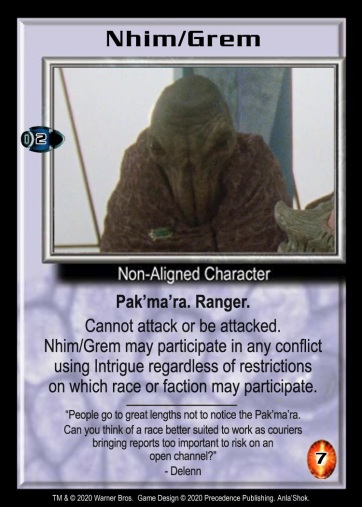 Nhim/Grem
2
Non-Aligned Character
Pak'ma'ra. Ranger.
Cannot attack or be attacked.
Nhim/Grem may participate in any conflict
using Intrigue regardless of restrictions
on which race or faction may participate.
"People go to great lengths not to notice the Pak'ma'ra.
Can you think of a race better suited to work as couriers
bringing reports too important to risk on an
open channel?"
- Delenn
7
TM & © 2020 Warner Bros. Game Design © 2020 Precedence Publishing. Anla'Shok.